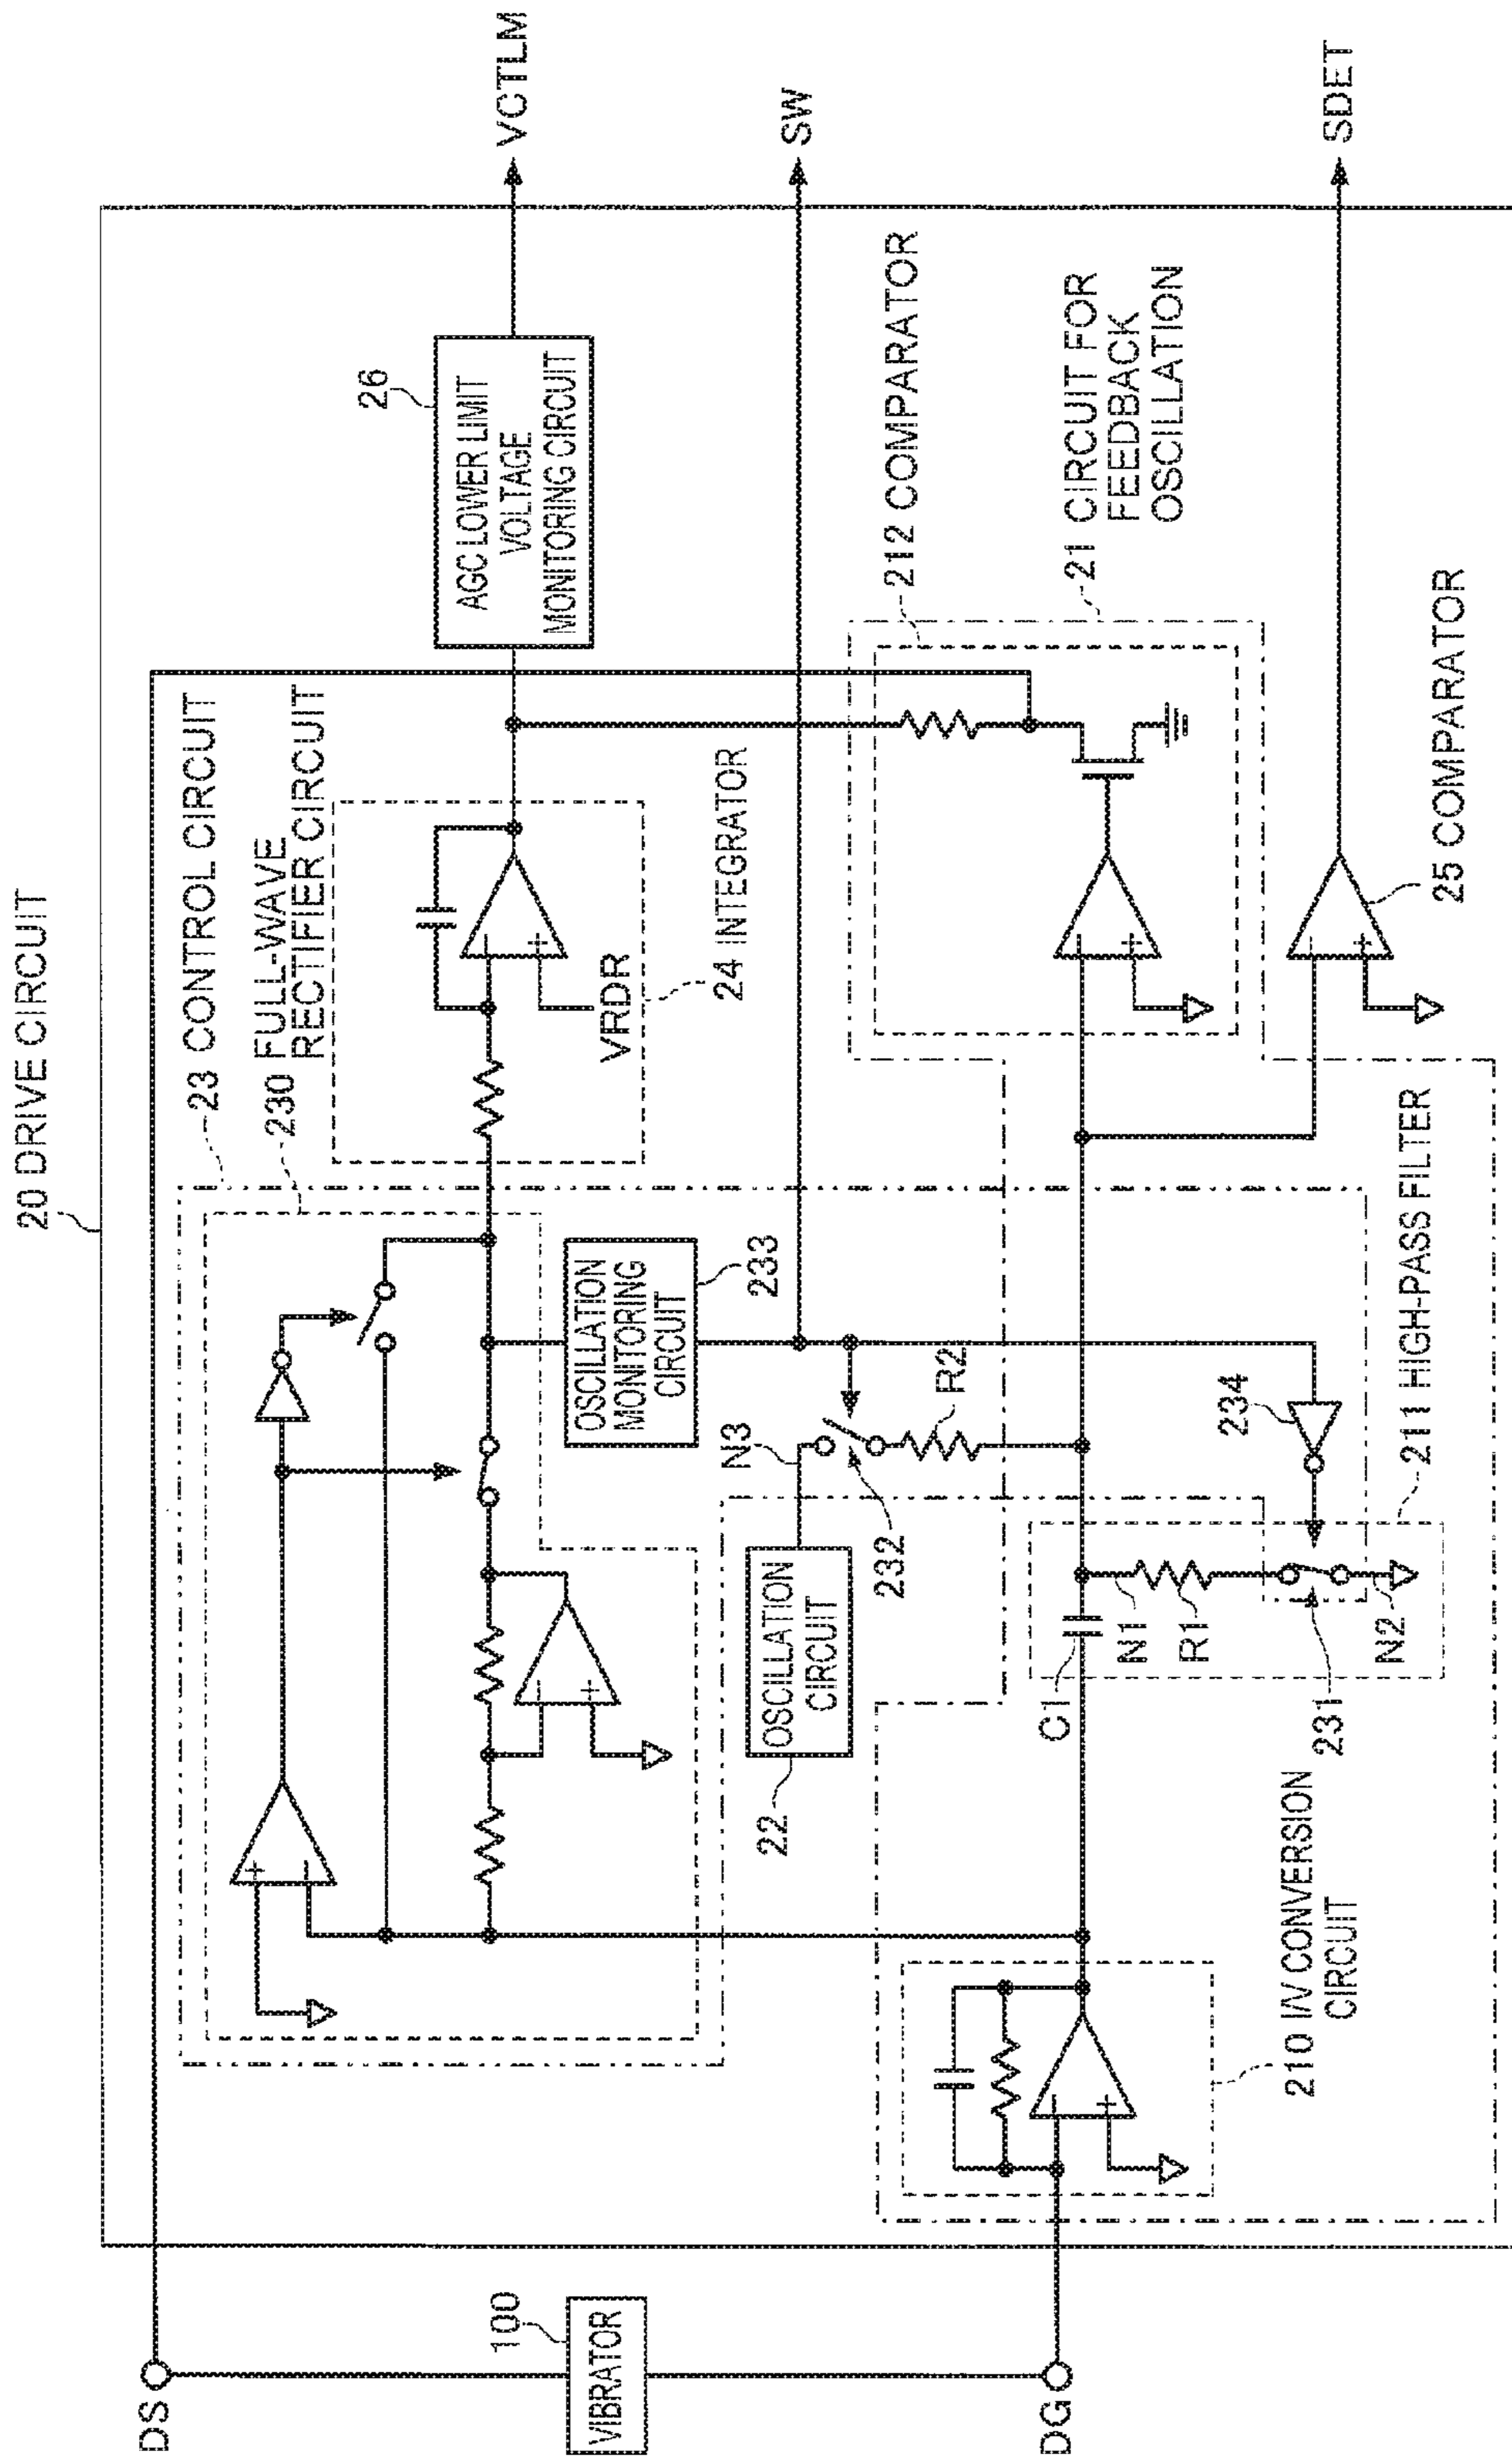 20 DRIVE CIRCUIT
23 CONTROL CIRCUIT
230 FULL-WAVE
RECTIFIER CIRCUIT
DS
26
AGC LOWER LIMIT
VOLTAGE
MONITORING CIRCUIT
VCTLM
+
−
−
+
VRDR
24 INTEGRATOR
−
+
OSCILLATION
MONITORING
CIRCUIT
233
100
VIBRATOR
22
OSCILLATION
CIRCUIT
N3
232
R2
SW
212 COMPARATOR
21 CIRCUIT FOR
FEEDBACK
OSCILLATION
DG
−
+
210 I/V CONVERSION
CIRCUIT
C1
N1
R1
231
N2
234
211 HIGH-PASS FILTER
−
+
−
+
25 COMPARATOR
SDET